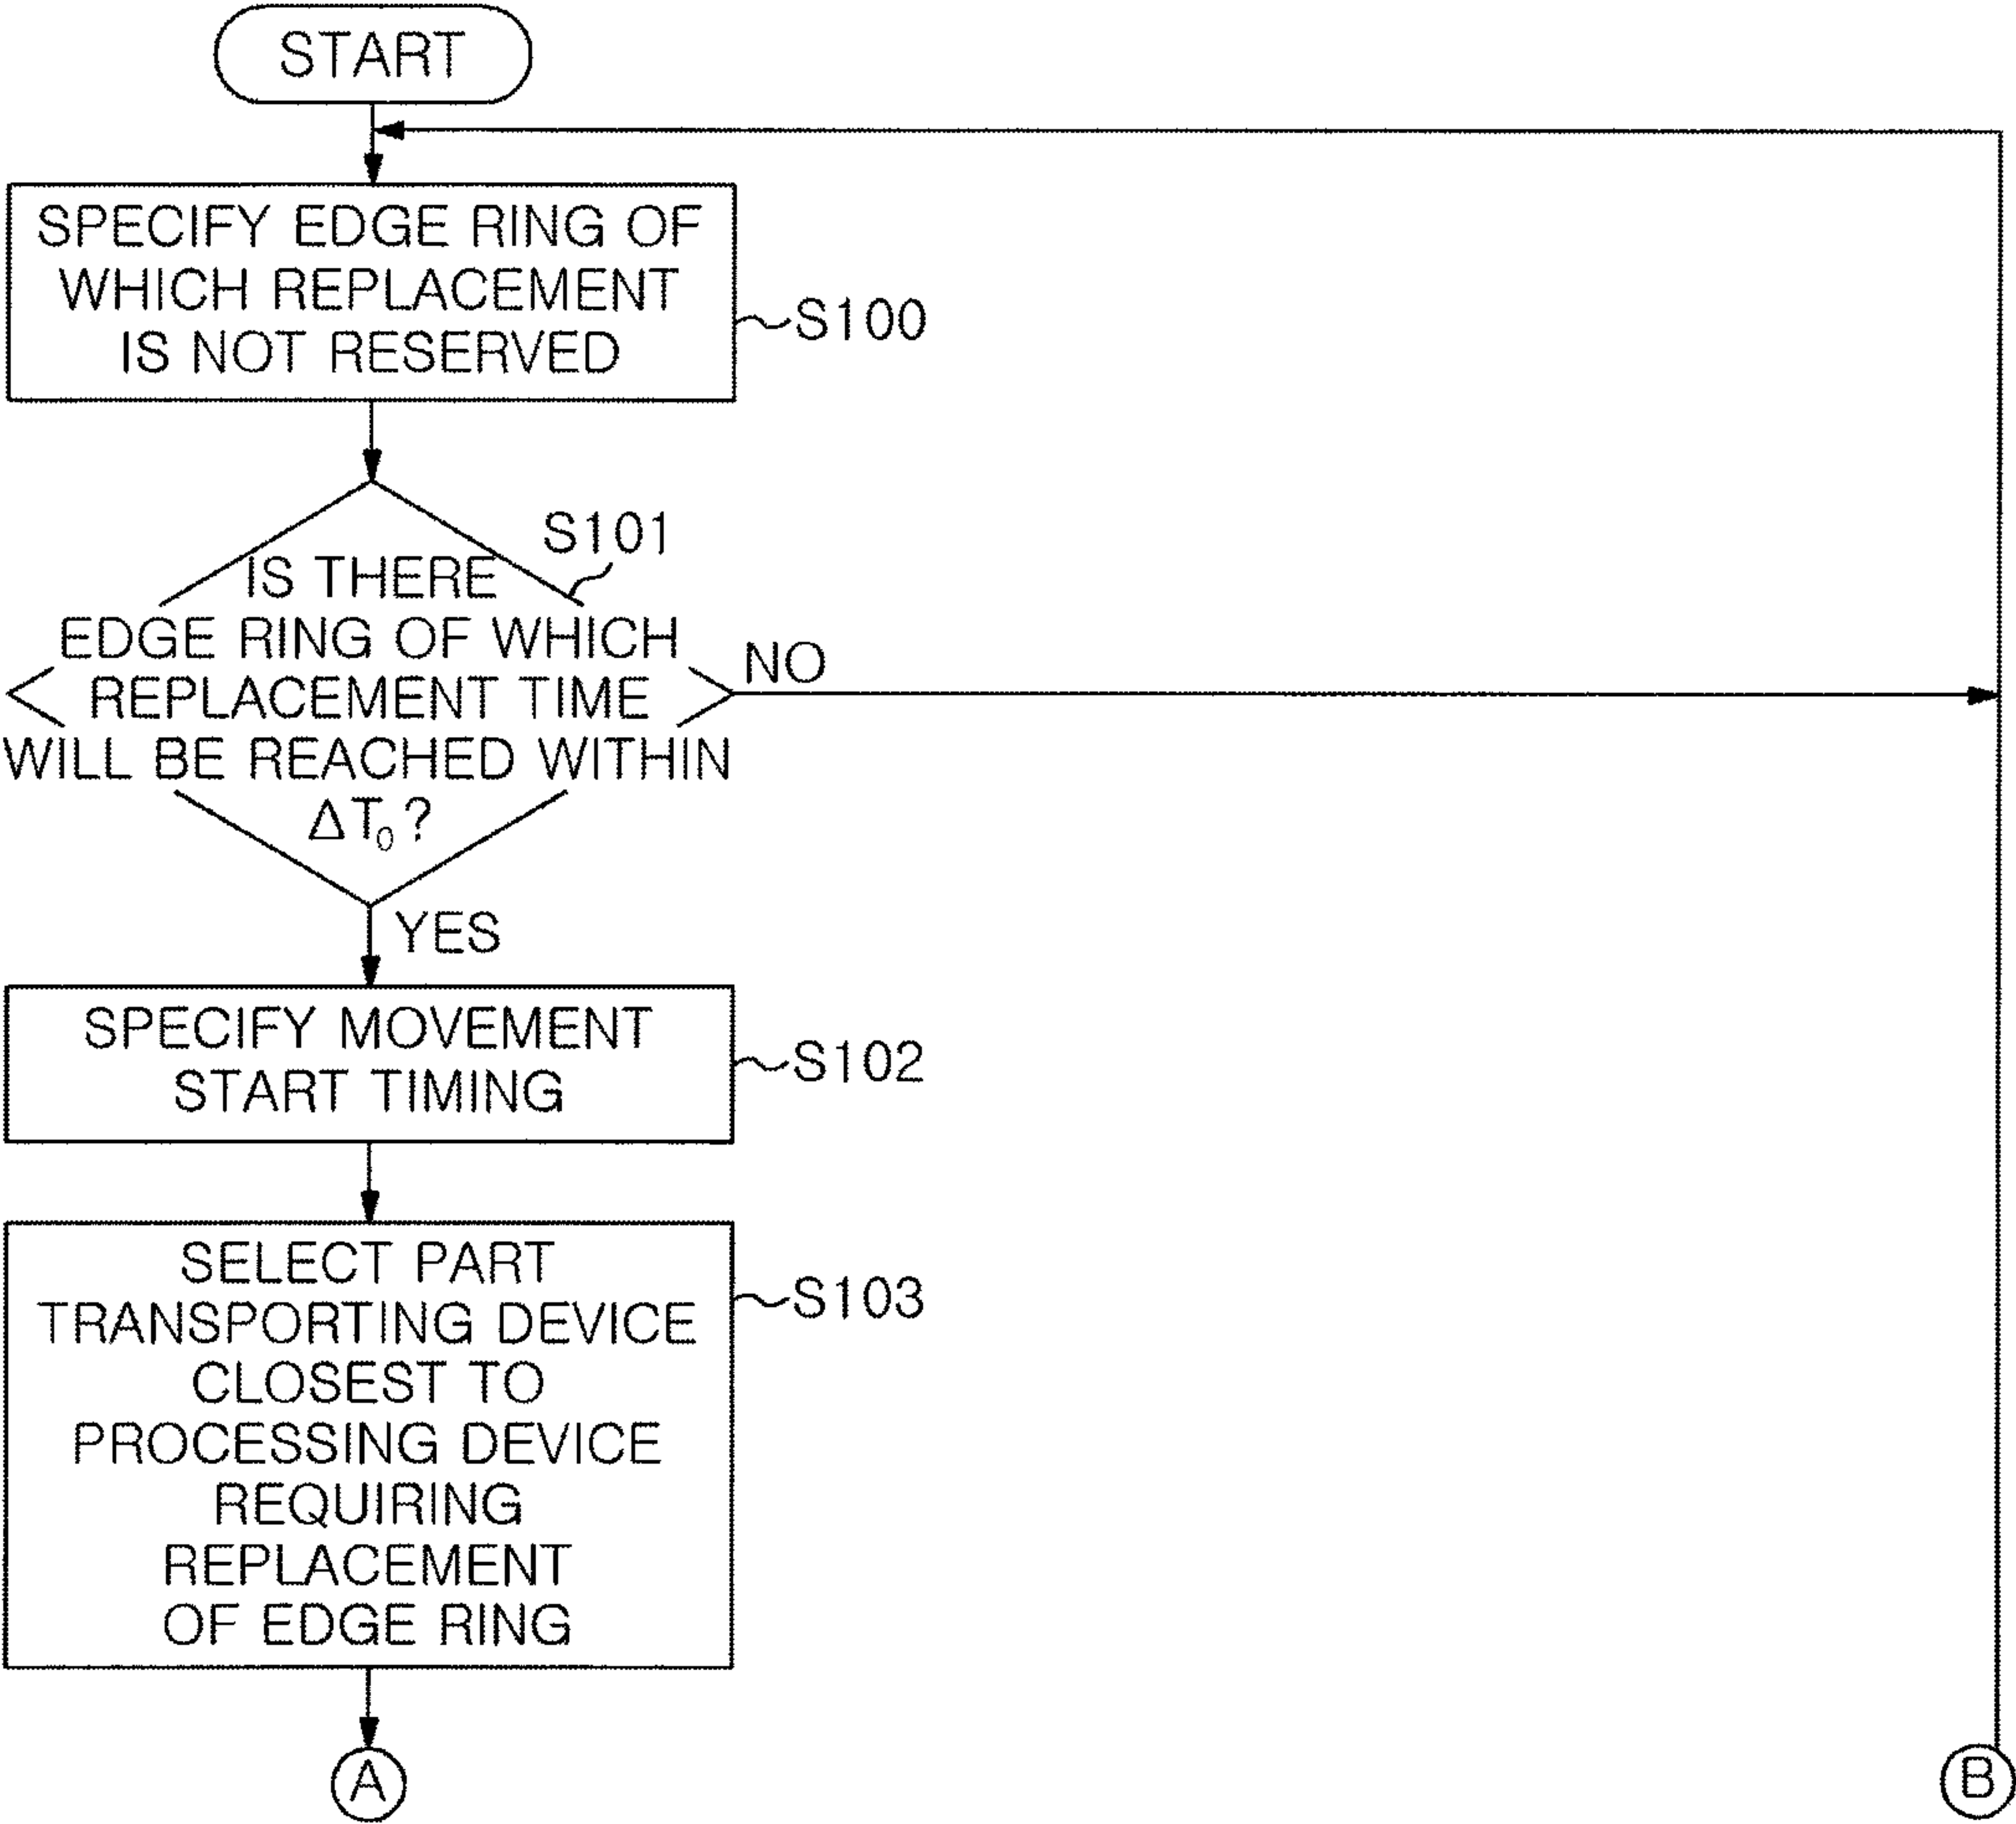 START
SPECIFY EDGE RING OF
WHICH REPLACEMENT
IS NOT RESERVED
S100
S101
IS THERE
EDGE RING OF WHICH
REPLACEMENT TIME
WILL BE REACHED WITHIN
ΔT₀?
NO
YES
SPECIFY MOVEMENT
START TIMING
S102
SELECT PART
TRANSPORTING DEVICE
CLOSEST TO
PROCESSING DEVICE
REQUIRING
REPLACEMENT
OF EDGE RING
S103
A
B